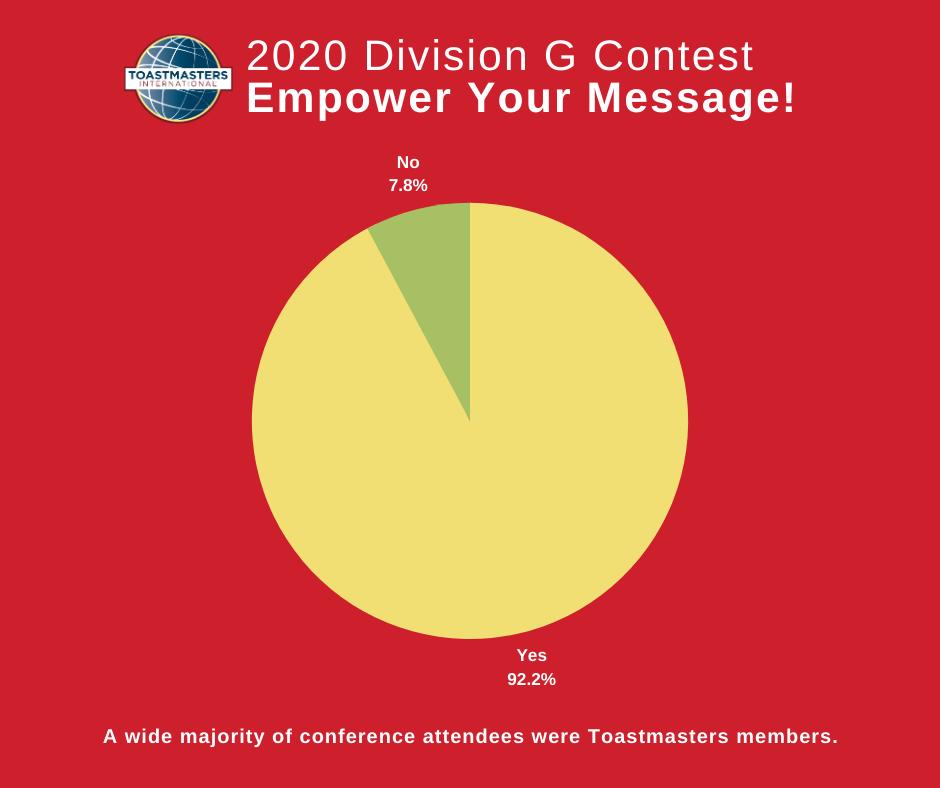 TOASTMASTERS
INTERNATIONAL
2020 Division G Contest
Empower Your Message!
No
7.8%
Yes
92.2%
A wide majority of conference attendees were Toastmasters members.